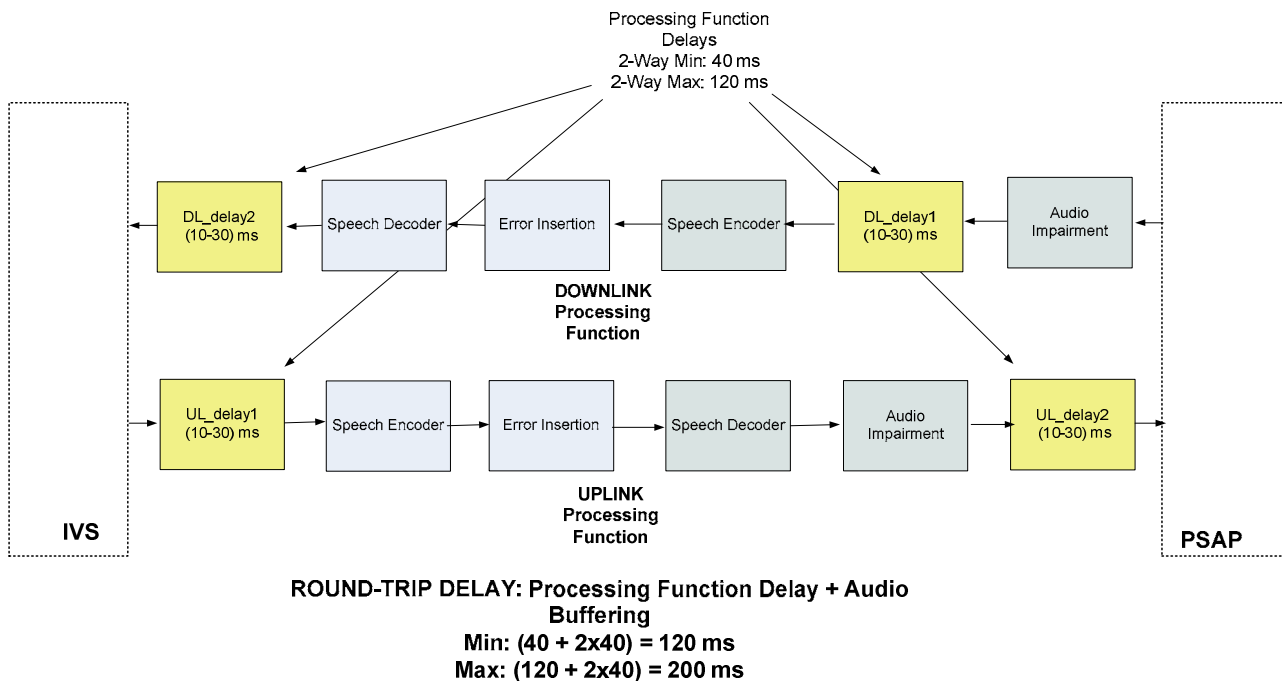 Processing Function
Delays
2-Way Min: 40 ms
2-Way Max: 120 ms
DL_delay2
(10-30) ms
Speech Decoder
Error Insertion
Speech Encoder
DL_delay1
(10-30) ms
Audio
Impairment
DOWNLINK
Processing
Function
UL_delay1
(10-30) ms
Speech Encoder
Error Insertion
Speech Decoder
Audio
Impairment
UL_delay2
(10-30) ms
UPLINK
Processing
Function
IVS
PSAP
ROUND-TRIP DELAY: Processing Function Delay + Audio
Buffering
Min: (40 + 2x40) = 120 ms
Max: (120 + 2x40) = 200 ms